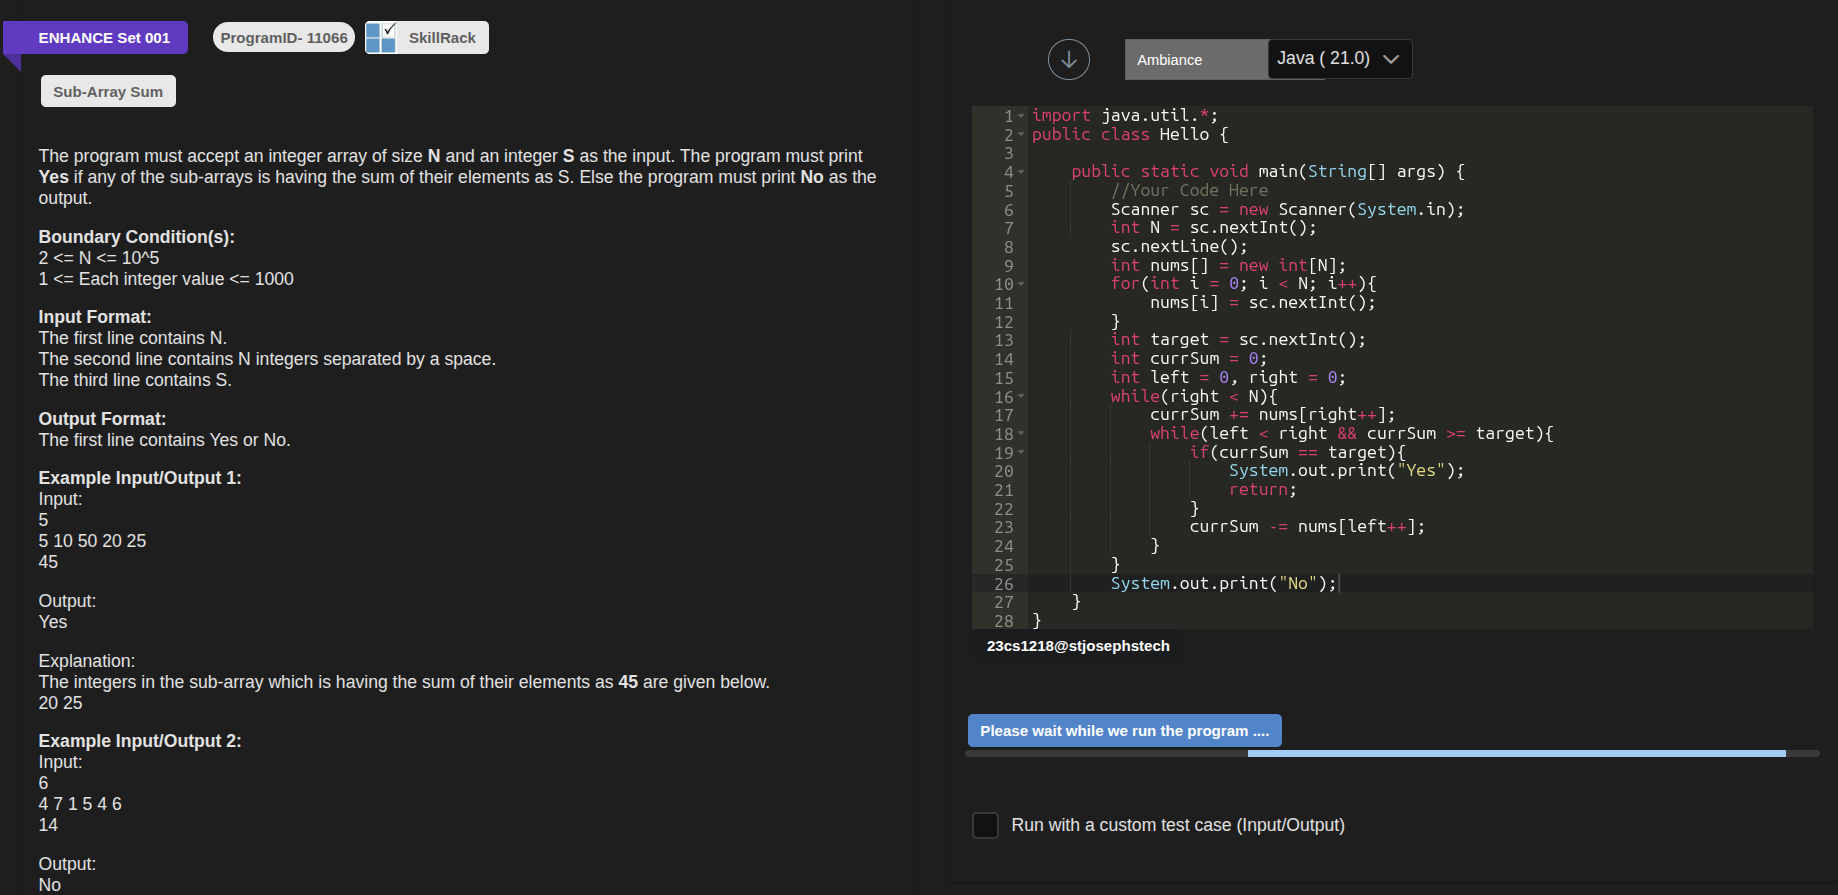 ENHANCE Set 001
ProgramID- 11066
SkillRack
Sub-Array Sum
The program must accept an integer array of size N and an integer S as the input. The program must print
Yes if any of the sub-arrays is having the sum of their elements as S. Else the program must print No as the
output.
Boundary Condition(s):
2 <= N <= 10^5
1 <= Each integer value <= 1000
Input Format:
The first line contains N.
The second line contains N integers separated by a space.
The third line contains S.
Output Format:
The first line contains Yes or No.
Example Input/Output 1:
Input:
5
5 10 50 20 25
45
Output:
Yes
Explanation:
The integers in the sub-array which is having the sum of their elements as 45 are given below.
20 25
Example Input/Output 2:
Input:
6
4 7 1 5 4 6
14
Output:
No
Ambiance
Java ( 21.0)
1 import java.util.*;
2 public class Hello {
3
4     public static void main(String[] args) {
5         //Your Code Here
6         Scanner sc = new Scanner(System.in);
7         int N = sc.nextInt();
8         sc.nextLine();
9         int nums[] = new int[N];
10         for(int i = 0; i < N; i++){
11             nums[i] = sc.nextInt();
12         }
13         int target = sc.nextInt();
14         int currSum = 0;
15         int left = 0, right = 0;
16         while(right < N){
17             currSum += nums[right++];
18             while(left < right && currSum >= target){
19                 if(currSum == target){
20                     System.out.print("Yes");
21                     return;
22                 }
23                 currSum -= nums[left++];
24             }
25         }
26         System.out.print("No");
27     }
28 }
23cs1218@stjosephstech
Please wait while we run the program ....
Run with a custom test case (Input/Output)